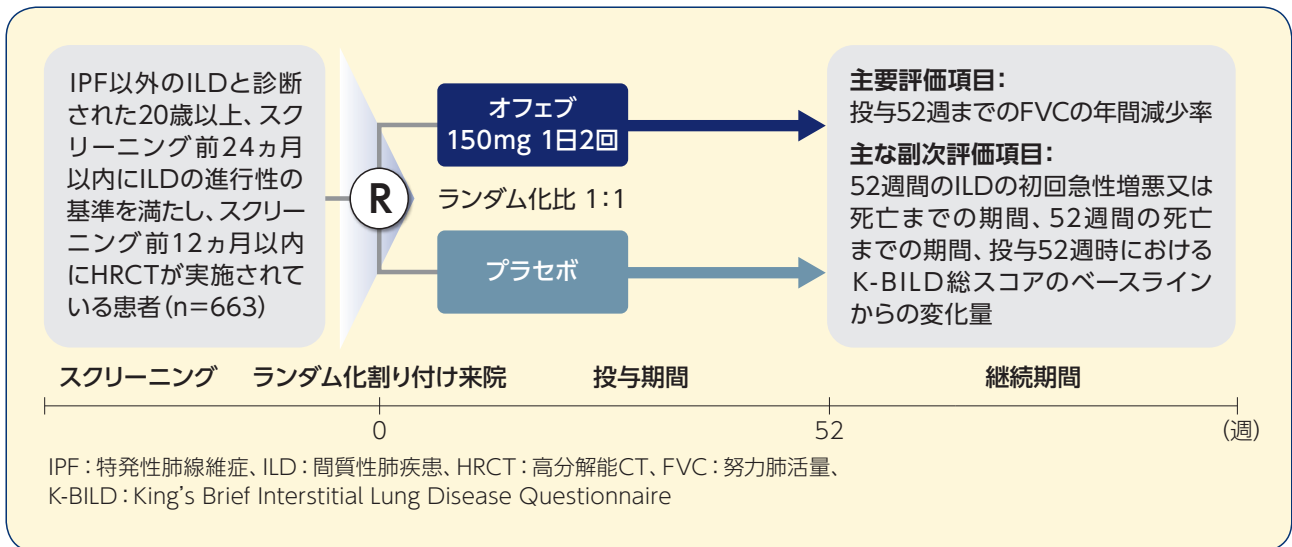 IPF以外のILDと診断
された20歳以上、スク
リーニング前24ヵ月
以内にILDの進行性の
基準を満たし、スクリー
ニング前12ヵ月以内
にHRCTが実施されて
いる患者(n=663)
R
オフェブ
150mg 1日2回
ランダム化比 1:1
プラセボ
主要評価項目:
投与52週までのFVCの年間減少率
主な副次評価項目:
52週間のILDの初回急性増悪又は
死亡までの期間、52週間の死亡
までの期間、投与52週時における
K-BILD総スコアのベースライン
からの変化量
スクリーニング ランダム化割り付け来院 投与期間 継続期間
0 52 (週)
IPF:特発性肺線維症、ILD:間質性肺疾患、HRCT:高分解能CT、FVC:努力肺活量、
K-BILD:King's Brief Interstitial Lung Disease Questionnaire